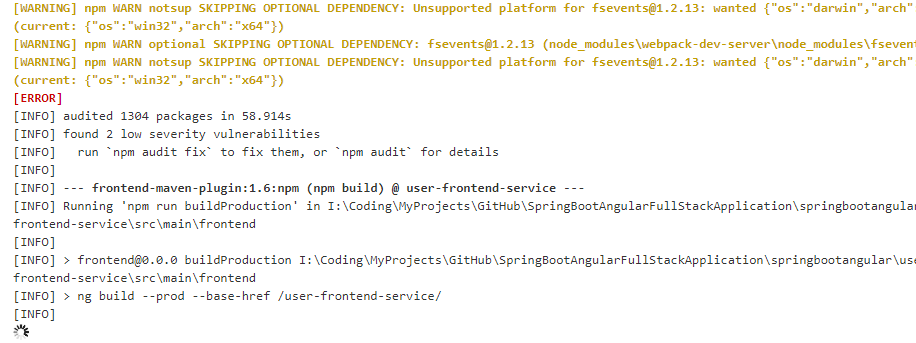 [WARNING] npm WARN notsup SKIPPING OPTIONAL DEPENDENCY: Unsupported platform for fsevents@1.2.13: wanted {"os":"darwin","arch"
(current: {"os":"win32","arch":"x64"})
[WARNING] npm WARN optional SKIPPING OPTIONAL DEPENDENCY: fsevents@1.2.13 (node_modules\webpack-dev-server\node_modules\fsevent
[WARNING] npm WARN notsup SKIPPING OPTIONAL DEPENDENCY: Unsupported platform for fsevents@1.2.13: wanted {"os":"darwin","arch"
(current: {"os":"win32","arch":"x64"})
[ERROR]
[INFO] audited 1304 packages in 58.914s
[INFO] found 2 low severity vulnerabilities
[INFO]   run `npm audit fix` to fix them, or `npm audit` for details
[INFO]
[INFO] --- frontend-maven-plugin:1.6:npm (npm build) @ user-frontend-service ---
[INFO] Running 'npm run buildProduction' in I:\Coding\MyProjects\GitHub\SpringBootAngularFullStackApplication\springbootangular
frontend-service\src\main\frontend
[INFO]
[INFO] > frontend@0.0.0 buildProduction I:\Coding\MyProjects\GitHub\SpringBootAngularFullStackApplication\springbootangular\use
frontend-service\src\main\frontend
[INFO] > ng build --prod --base-href /user-frontend-service/
[INFO]